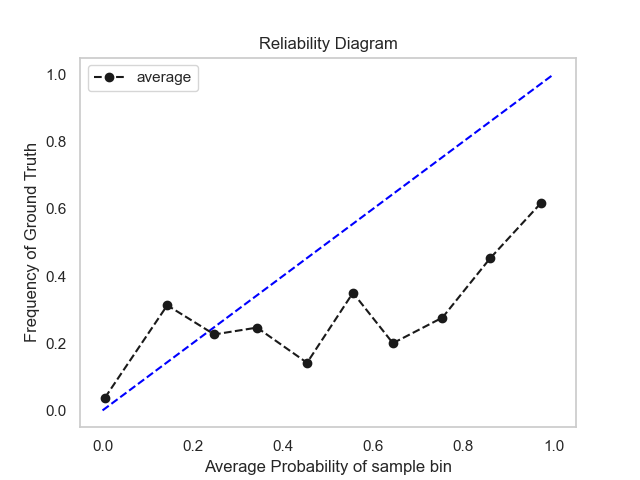 Reliability Diagram
average
Frequency of Ground Truth
1.0
0.8
0.6
0.4
0.2
0.0
0.0 0.2 0.4 0.6 0.8 1.0
Average Probability of sample bin